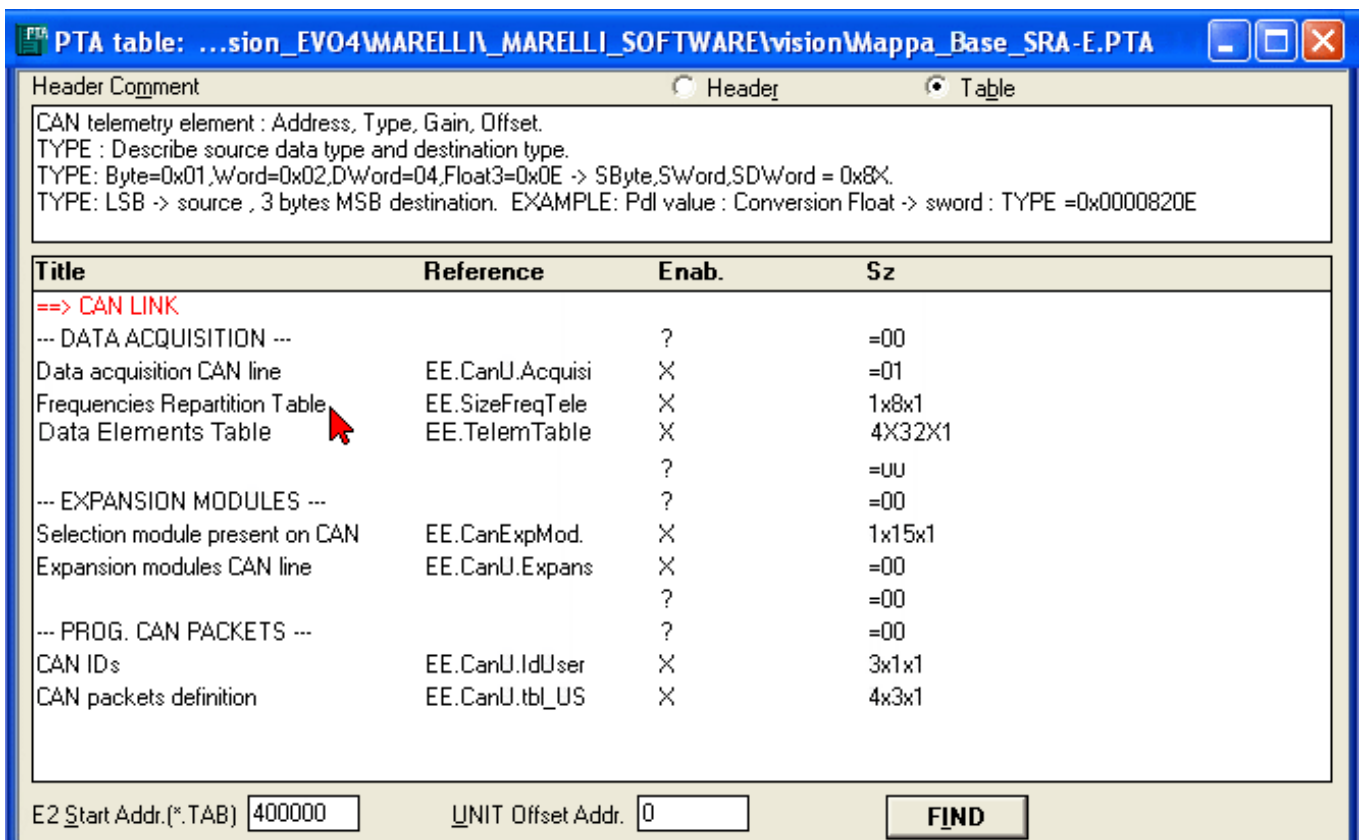 PTA table: ...sion_EVO4\MARELLI\_MARELLI_SOFTWARE\vision\Mappa_Base_SRA-E.PTA
Header Comment Header Table
CAN telemetry element : Address, Type, Gain, Offset.
TYPE : Describe source data type and destination type.
TYPE: Byte=0x01,Word=0x02,DWord=04,Float3=0x0E -> SByte,SWord,SDWord = 0x8X.
TYPE: LSB -> source , 3 bytes MSB destination. EXAMPLE: Pdl value : Conversion Float -> sword : TYPE =0x0000820E
Title Reference Enab. Sz
==> CAN LINK
--- DATA ACQUISITION --- ? =00
Data acquisition CAN line EE.CanU.Acquisi X =01
Frequencies Repartition Table EE.SizeFreqTele X 1x8x1
Data Elements Table EE.TelemTable X 4X32X1
? =00
--- EXPANSION MODULES --- ? =00
Selection module present on CAN EE.CanExpMod. X 1x15x1
Expansion modules CAN line EE.CanU.Expans X =00
? =00
--- PROG. CAN PACKETS --- ? =00
CAN IDs EE.CanU.IdUser X 3x1x1
CAN packets definition EE.CanU.tbl_US X 4x3x1
E2 Start Addr.(*.TAB) 400000 UNIT Offset Addr. 0 FIND